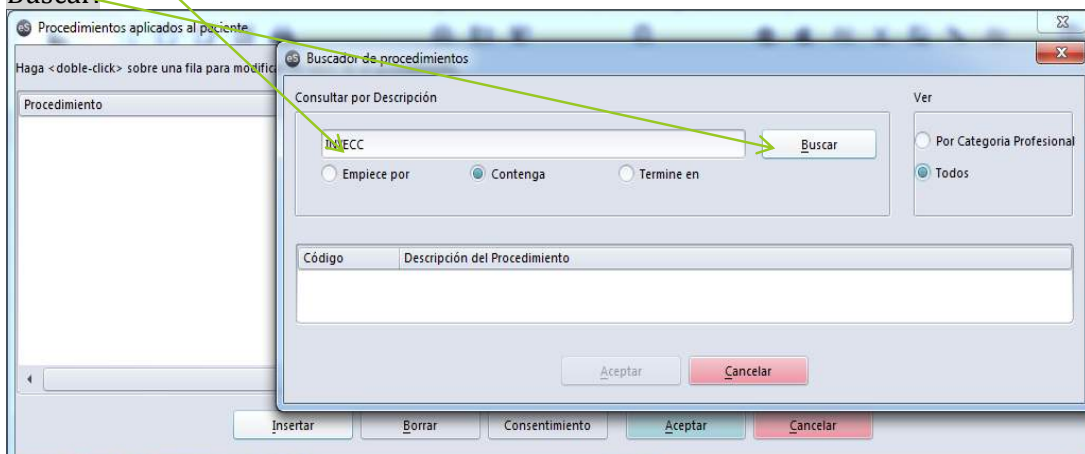 Buscar.
Procedimientos aplicados al paciente
Haga <doble-click> sobre una fila para modific
Procedimiento
Buscador de procedimientos
Consultar por Descripción
Ver
INYECC
Buscar
Empiece por
Contenga
Termine en
Por Categoria Profesional
Todos
Código
Descripción del Procedimiento
Aceptar
Cancelar
Insertar
Borrar
Consentimiento
Aceptar
Cancelar